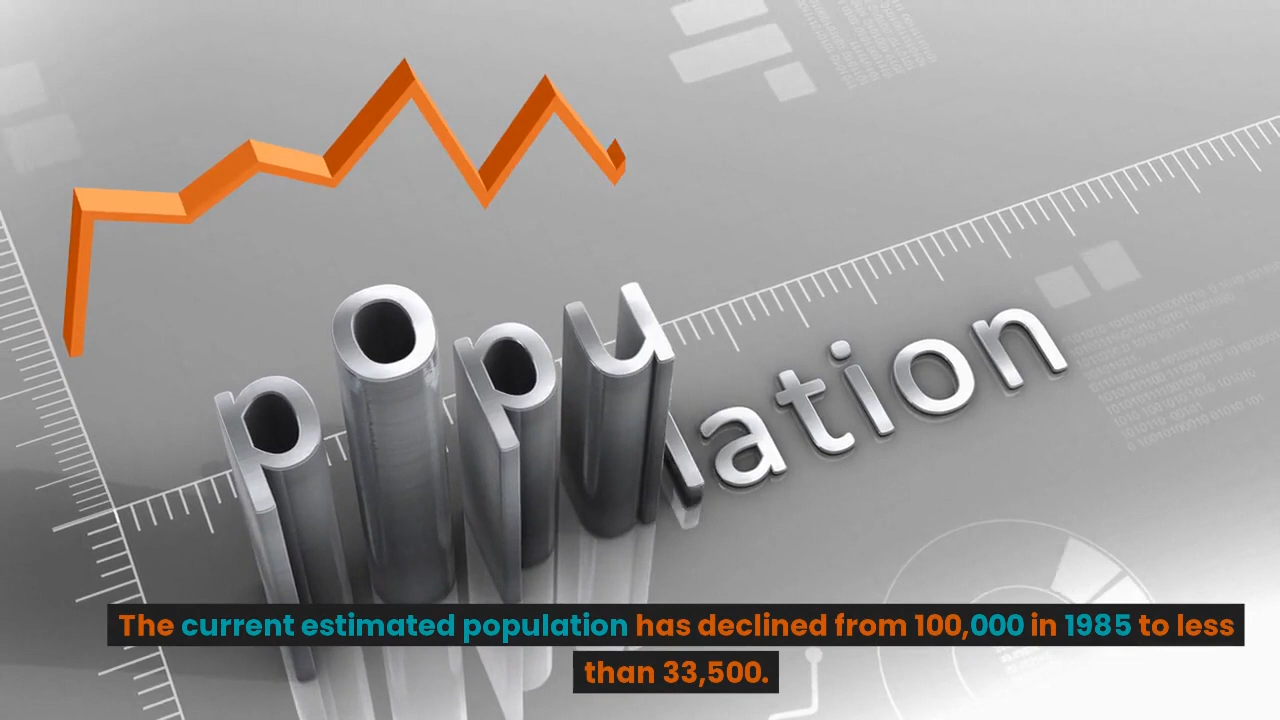 population
The current estimated population has declined from 100,000 in 1985 to less
than 33,500.